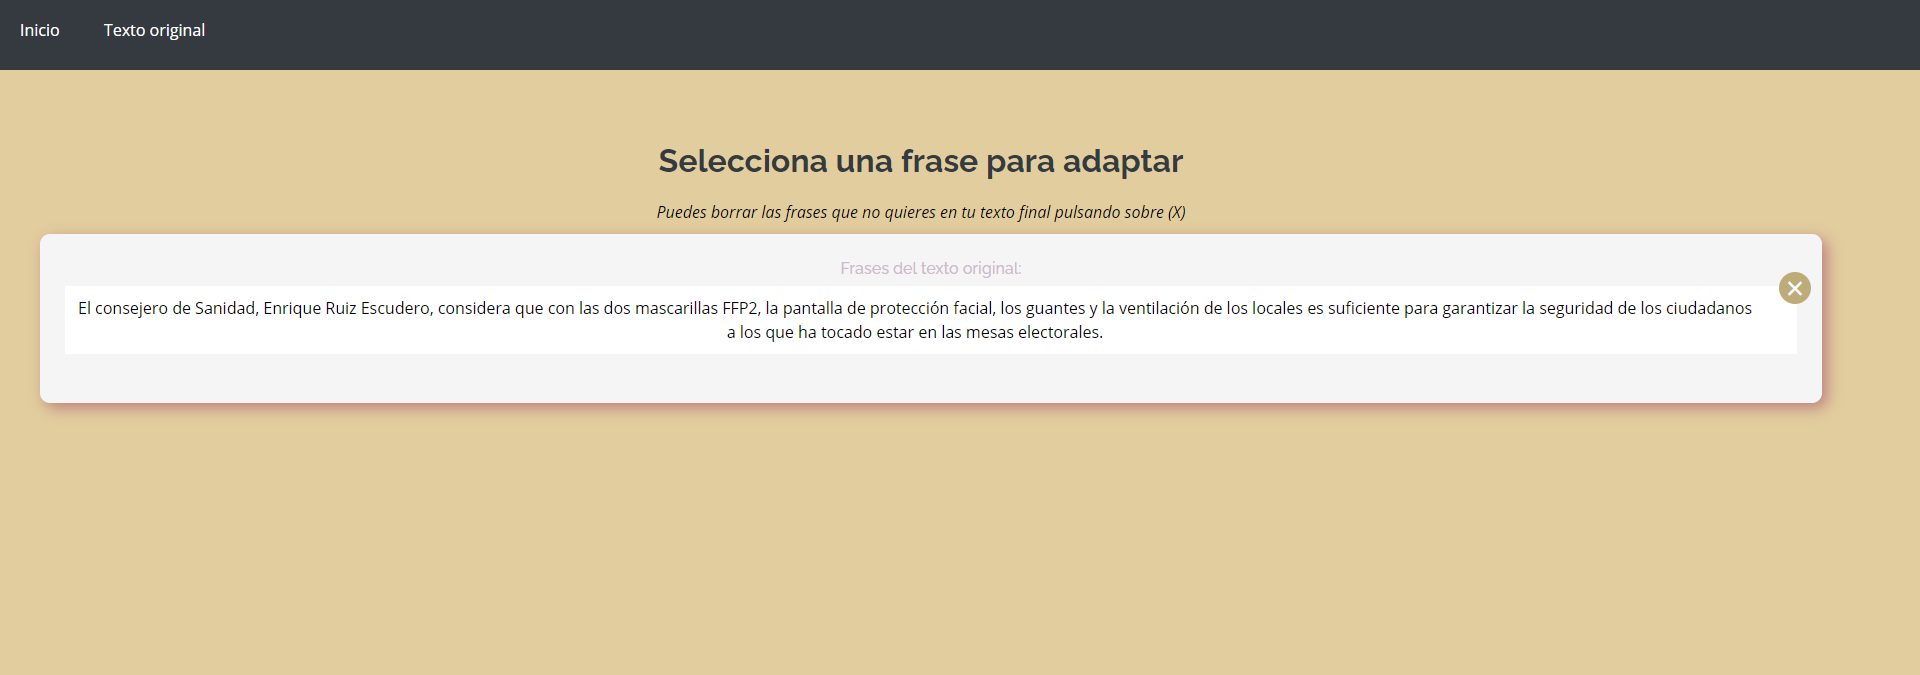 Inicio
Texto original
Selecciona una frase para adaptar
Puedes borrar las frases que no quieres en tu texto final pulsando sobre (X)
Frases del texto original:
El consejero de Sanidad, Enrique Ruiz Escudero, considera que con las dos mascarillas FFP2, la pantalla de protección facial, los guantes y la ventilación de los locales es suficiente para garantizar la seguridad de los ciudadanos
a los que ha tocado estar en las mesas electorales.